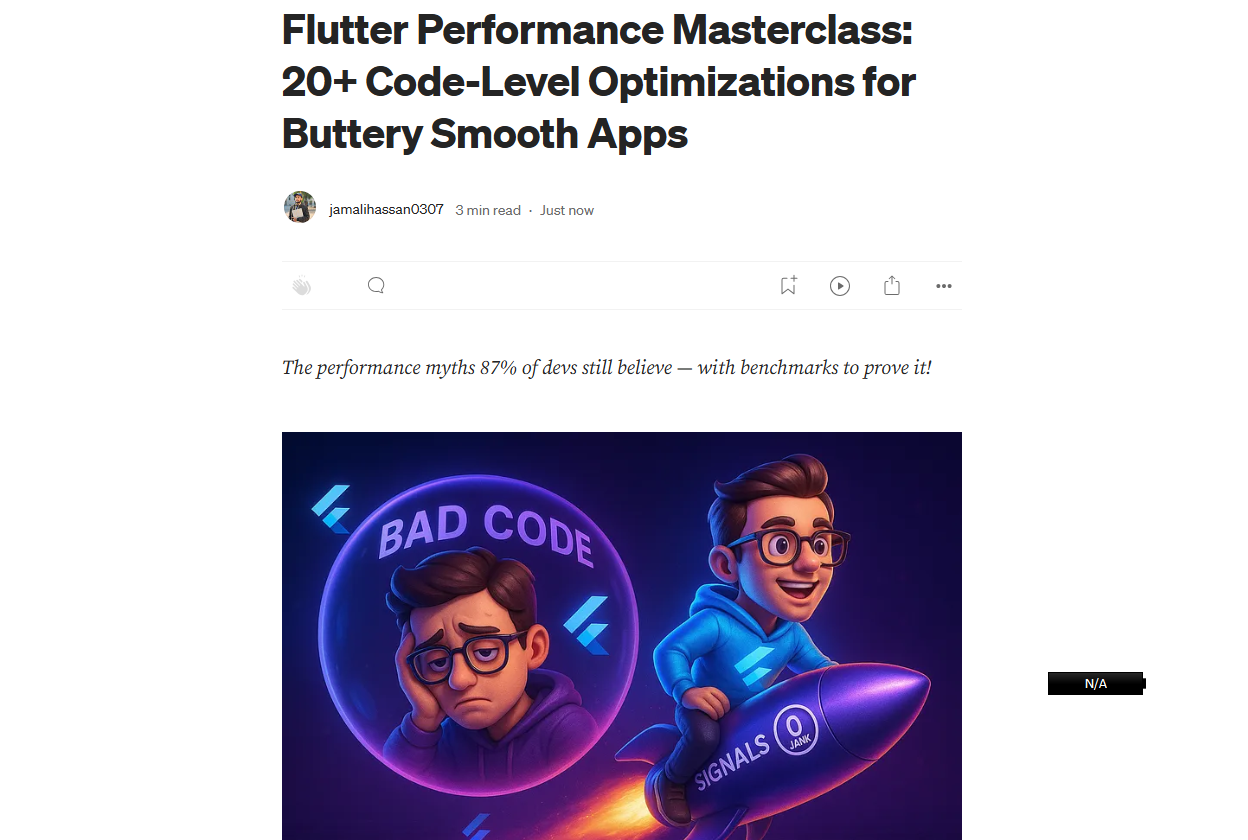 Flutter Performance Masterclass:
20+ Code-Level Optimizations for
Buttery Smooth Apps
jamalihassan0307 3 min read · Just now
The performance myths 87% of devs still believe — with benchmarks to prove it!
BAD CODE
SIGNALS 0 JANK
N/A